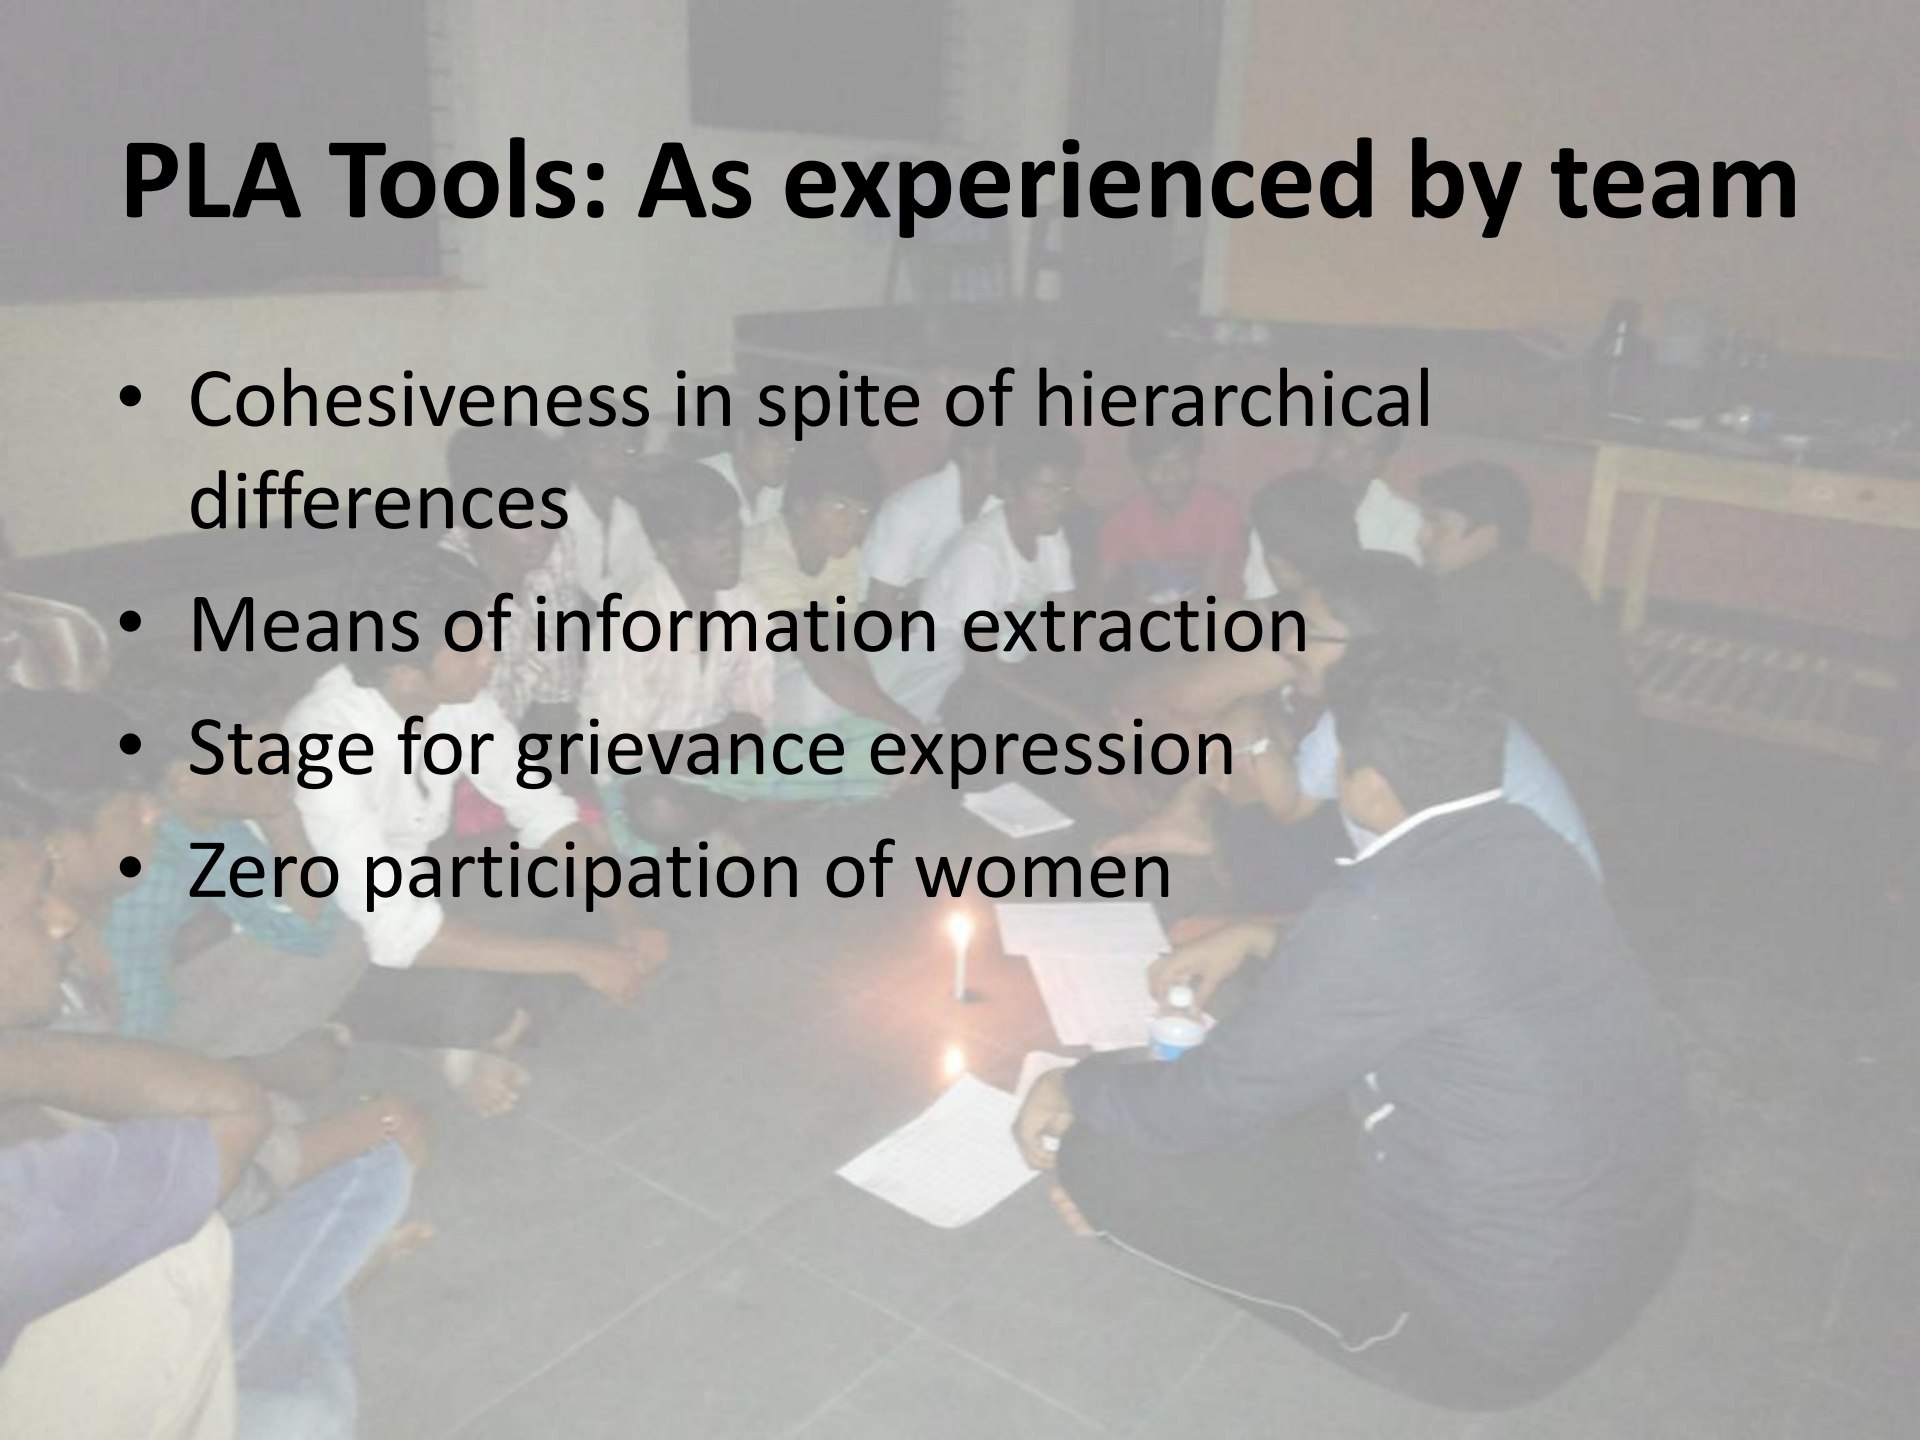 PLA Tools: As experienced by team
• Cohesiveness in spite of hierarchical
differences
• Means of information extraction
• Stage for grievance expression
• Zero participation of women